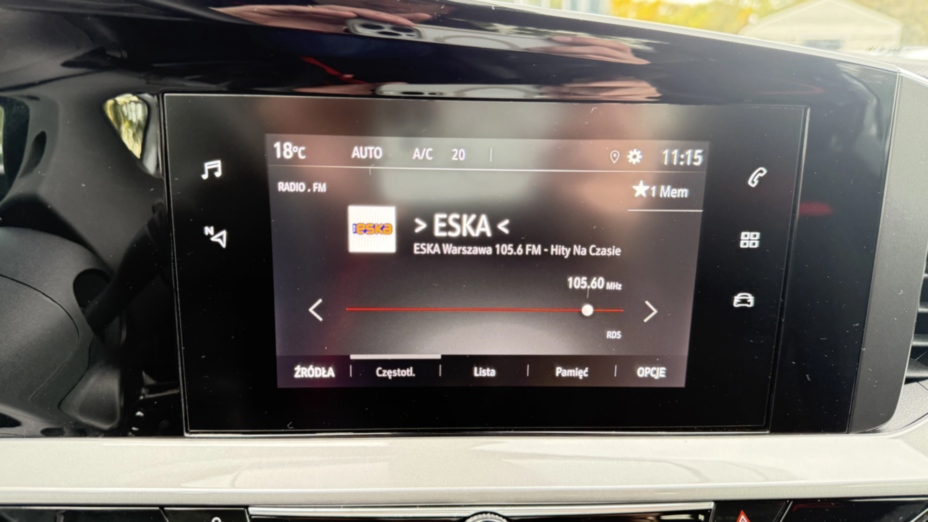 18°C AUTO A/C 20 11:15
RADIO . FM
★1 Mem
eska
> ESKA <
ESKA Warszawa 105.6 FM - Hity Na Czasie
105.60 MHz
RDS
ŹRÓDŁA Częstotl. Lista Pamięć OPCJE
N